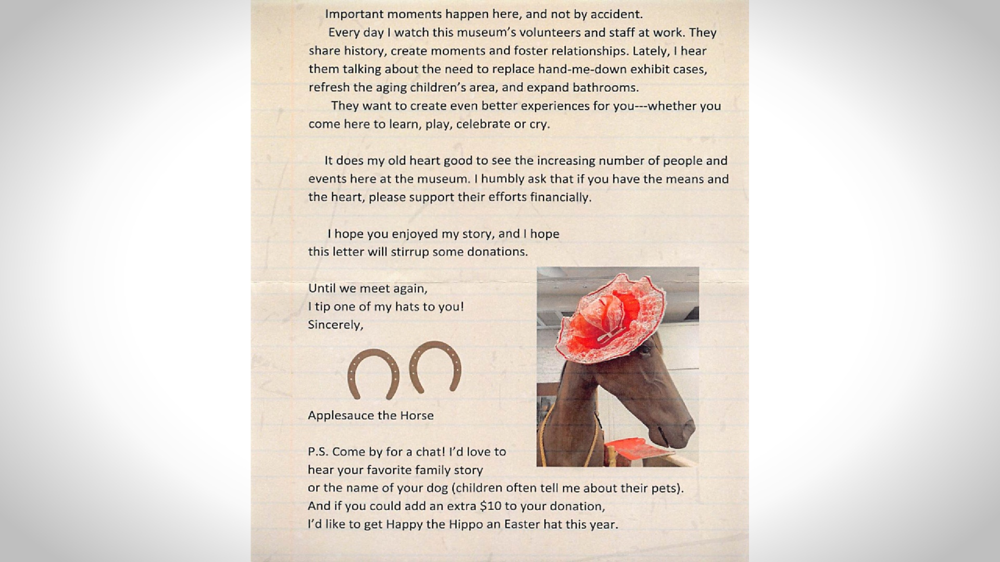 Important moments happen here, and not by accident.
Every day I watch this museum's volunteers and staff at work. They
share history, create moments and foster relationships. Lately, I hear
them talking about the need to replace hand-me-down exhibit cases,
refresh the aging children's area, and expand bathrooms.
They want to create even better experiences for you---whether you
come here to learn, play, celebrate or cry.
It does my old heart good to see the increasing number of people and
events here at the museum. I humbly ask that if you have the means and
the heart, please support their efforts financially.
I hope you enjoyed my story, and I hope
this letter will stirrup some donations.
Until we meet again,
I tip one of my hats to you!
Sincerely,
Applesauce the Horse
P.S. Come by for a chat! I'd love to
hear your favorite family story
or the name of your dog (children often tell me about their pets).
And if you could add an extra $10 to your donation,
I'd like to get Happy the Hippo an Easter hat this year.